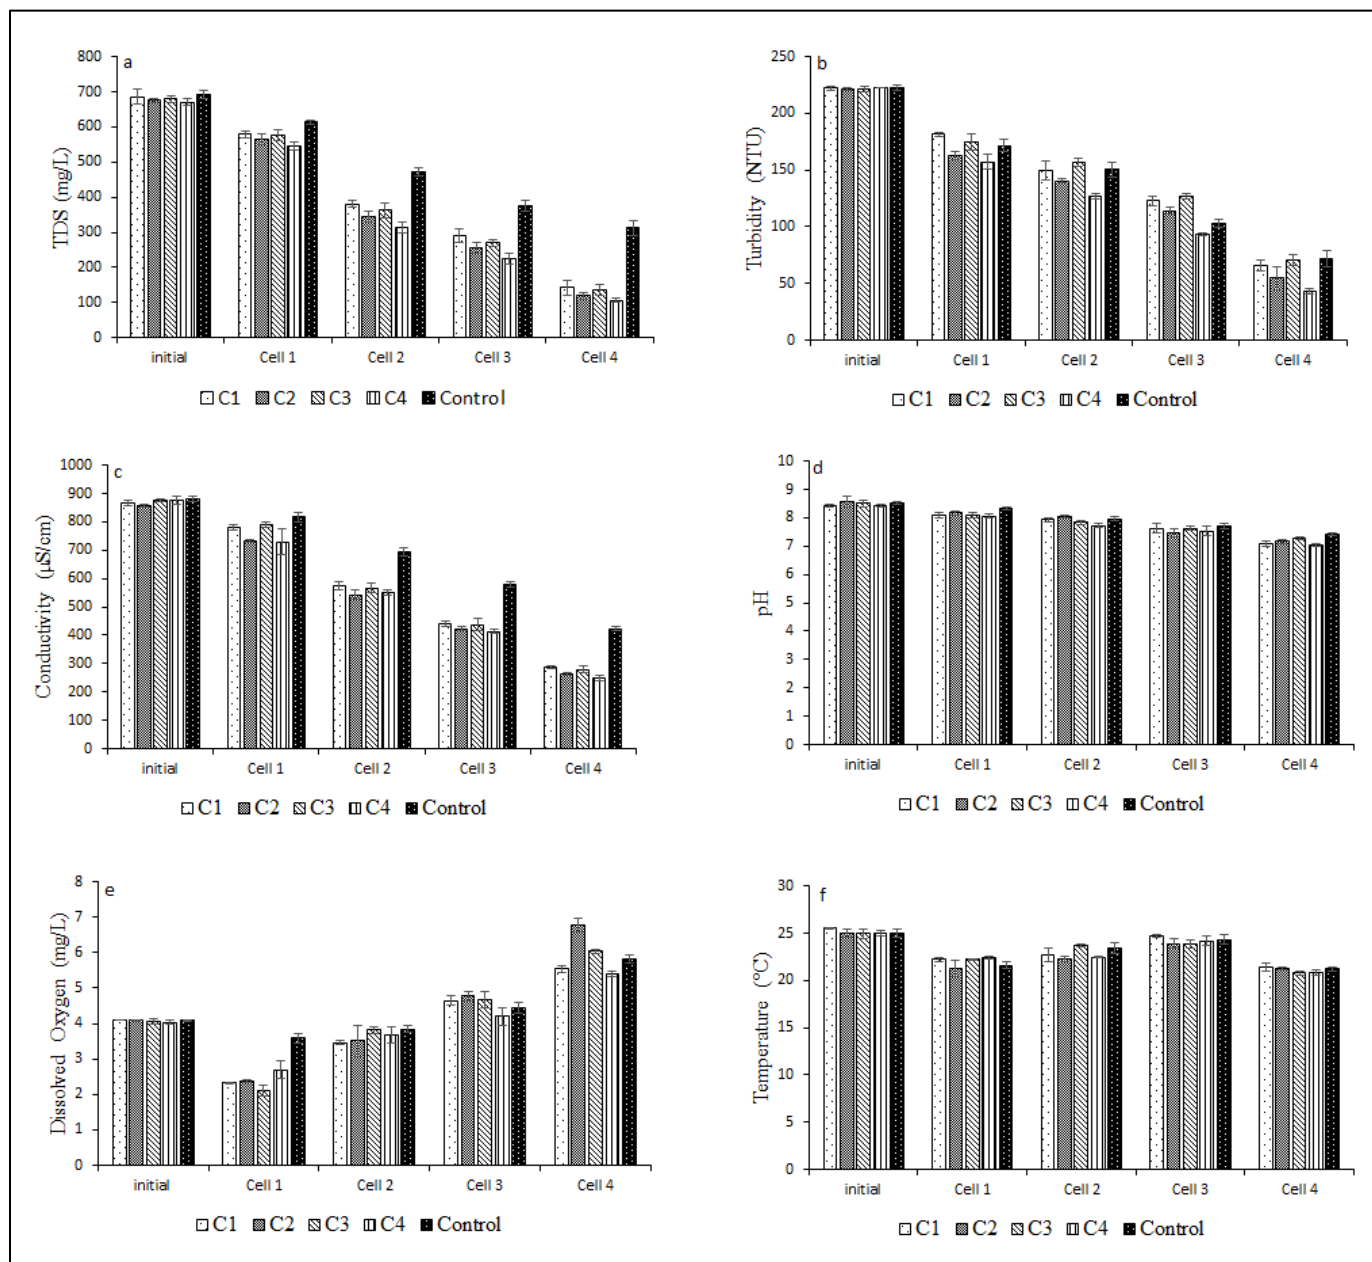 a
TDS (mg/L)
800
700
600
500
400
300
200
100
0
initial Cell 1 Cell 2 Cell 3 Cell 4
C1 C2 C3 C4 Control
b
Turbidity (NTU)
250
200
150
100
50
0
initial Cell 1 Cell 2 Cell 3 Cell 4
C1 C2 C3 C4 Control
c
Conductivity (µS/cm)
1000
900
800
700
600
500
400
300
200
100
0
initial Cell 1 Cell 2 Cell 3 Cell 4
C1 C2 C3 C4 Control
d
pH
10
9
8
7
6
5
4
3
2
1
0
initial Cell 1 Cell 2 Cell 3 Cell 4
C1 C2 C3 C4 Control
e
Dissolved Oxygen (mg/L)
8
7
6
5
4
3
2
1
0
initial Cell 1 Cell 2 Cell 3 Cell 4
C1 C2 C3 C4 Control
f
Temperature (°C)
30
25
20
15
10
5
0
initial Cell 1 Cell 2 Cell 3 Cell 4
C1 C2 C3 C4 Control